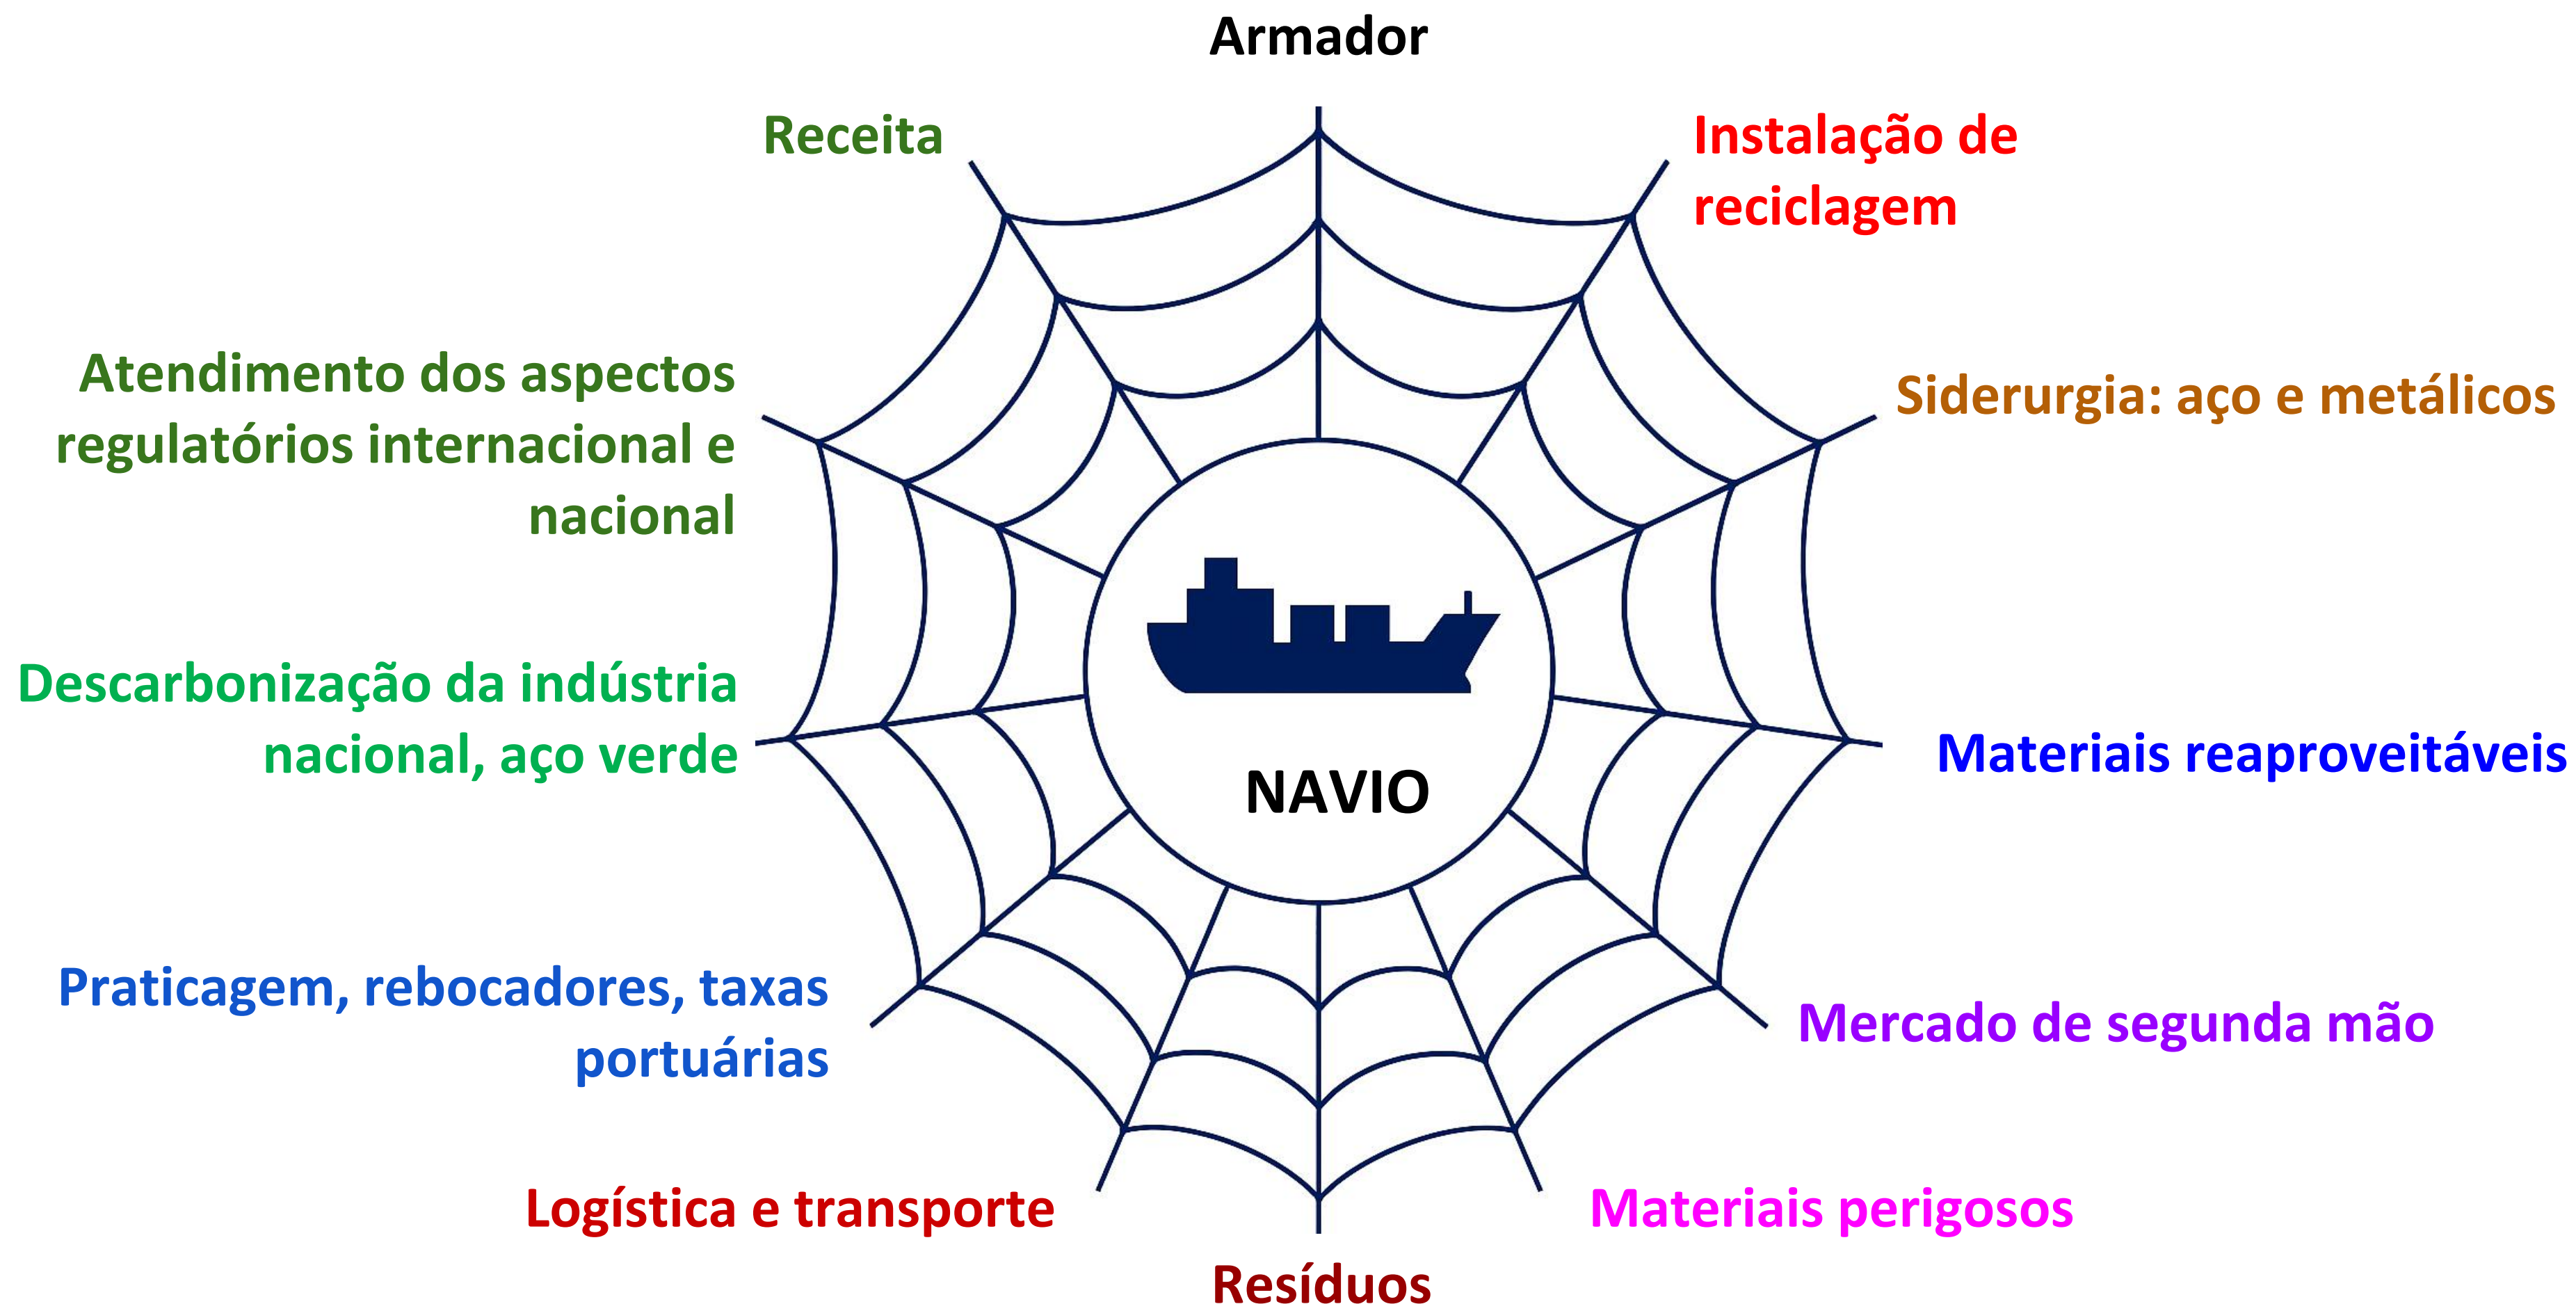 Armador
Receita
Instalação de
reciclagem
Atendimento dos aspectos
regulatórios internacional e
nacional
Siderurgia: aço e metálicos
Descarbonização da indústria
nacional, aço verde
Materiais reaproveitáveis
NAVIO
Praticagem, rebocadores, taxas
portuárias
Mercado de segunda mão
Logística e transporte
Materiais perigosos
Resíduos